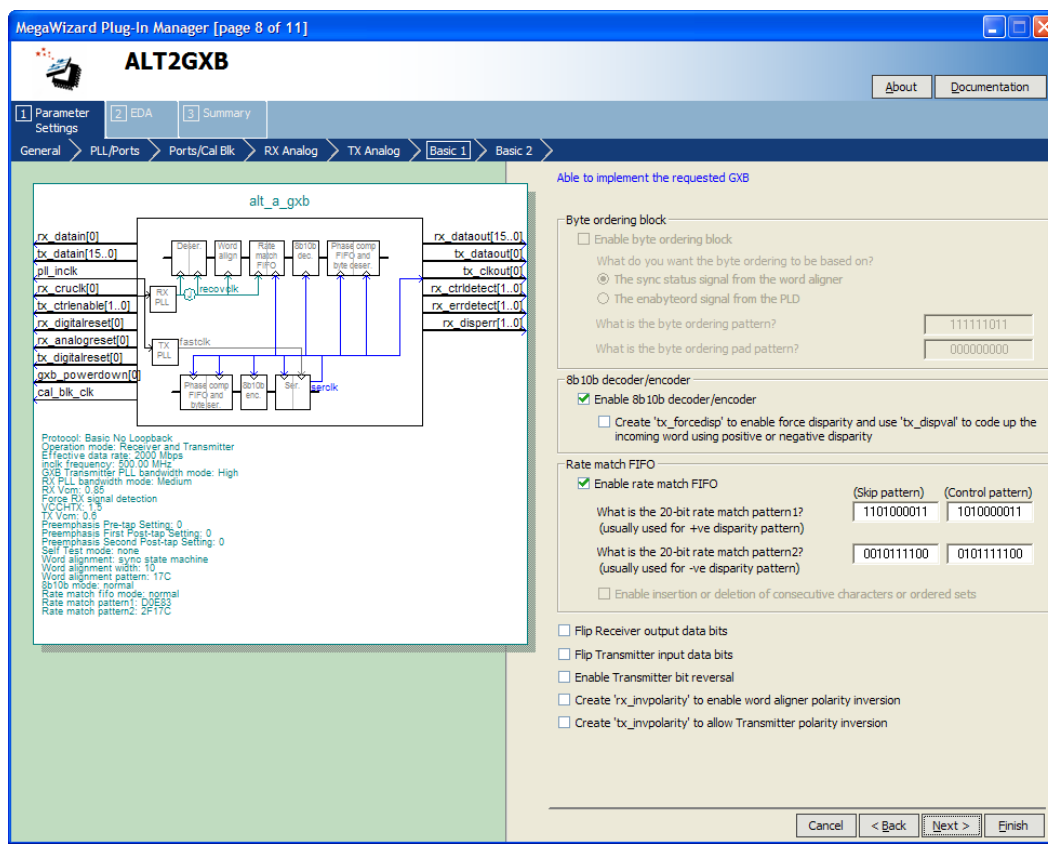 MegaWizard Plug-In Manager [page 8 of 11]
ALT2GXB
About
Documentation
1 Parameter Settings
2 EDA
3 Summary
General
PLL/Ports
Ports/Cal Blk
RX Analog
TX Analog
Basic 1
Basic 2
alt_a_gxb
rx_datain[0]
tx_datain[15..0]
pll_inclk
rx_cruclk[0]
tx_ctrlenable[1..0]
rx_digitalreset[0]
rx_analogreset[0]
tx_digitalreset[0]
gxb_powerdown[0]
cal_blk_clk
Deser.
Word align
Rate match FIFO
8b10b dec.
Phase comp FIFO and byte deser.
RX PLL
recovclk
TX PLL
fastclk
Phase comp FIFO and byte ser.
8b10b enc.
Ser.
serclk
rx_dataout[15..0]
tx_dataout[0]
tx_clkout[0]
rx_ctrldetect[1..0]
rx_errdetect[1..0]
rx_disperr[1..0]
Protocol: Basic No Loopback
Operation mode: Receiver and Transmitter
Effective data rate: 2000 Mbps
inclk frequency: 500.00 MHz
GXB Transmitter PLL bandwidth mode: High
RX PLL bandwidth mode: Medium
RX Vcm: 0.85
Force RX signal detection
VCCHTX: 1.5
TX Vcm: 0.6
Preemphasis Pre-tap Setting: 0
Preemphasis First Post-tap Setting: 0
Preemphasis Second Post-tap Setting: 0
Self Test mode: none
Word alignment: sync state machine
Word alignment width: 10
Word alignment pattern: 17C
8b10b mode: normal
Rate match fifo mode: normal
Rate match pattern1: D0E83
Rate match pattern2: 2F17C
Able to implement the requested GXB
Byte ordering block
Enable byte ordering block
What do you want the byte ordering to be based on?
The sync status signal from the word aligner
The enabyteord signal from the PLD
What is the byte ordering pattern? 111111011
What is the byte ordering pad pattern? 000000000
8b10b decoder/encoder
Enable 8b10b decoder/encoder
Create 'tx_forcedisp' to enable force disparity and use 'tx_dispval' to code up the
incoming word using positive or negative disparity
Rate match FIFO
Enable rate match FIFO
(Skip pattern) (Control pattern)
What is the 20-bit rate match pattern1? 1101000011 1010000011
(usually used for +ve disparity pattern)
What is the 20-bit rate match pattern2? 0010111100 0101111100
(usually used for -ve disparity pattern)
Enable insertion or deletion of consecutive characters or ordered sets
Flip Receiver output data bits
Flip Transmitter input data bits
Enable Transmitter bit reversal
Create 'rx_invpolarity' to enable word aligner polarity inversion
Create 'tx_invpolarity' to allow Transmitter polarity inversion
Cancel
< Back
Next >
Finish